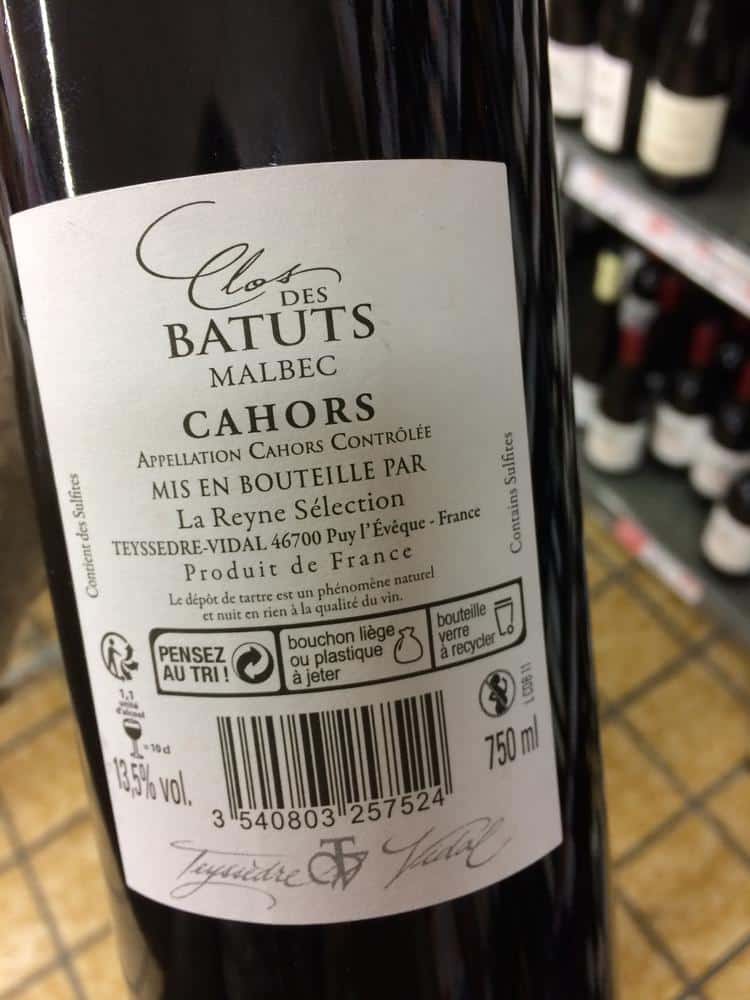 Clos
DES
BATUTS
MALBEC
CAHORS
APPELLATION CAHORS CONTRÔLÉE
MIS EN BOUTEILLE PAR
La Reyne Sélection
TEYSSEDRE-VIDAL 46700 Puy l'Évêque - France
Produit de France
Le dépôt de tartre est un phénomène naturel
et nuit en rien à la qualité du vin.
Contient des Sulfites
Contains Sulfites
PENSEZ
AU TRI !
bouchon liège
ou plastique
à jeter
bouteille
verre
à recycler
1,1
unité
d'alcool
= 10 d
13,5% vol.
750 ml
3 540803 257524
Teyssèdre Vidal